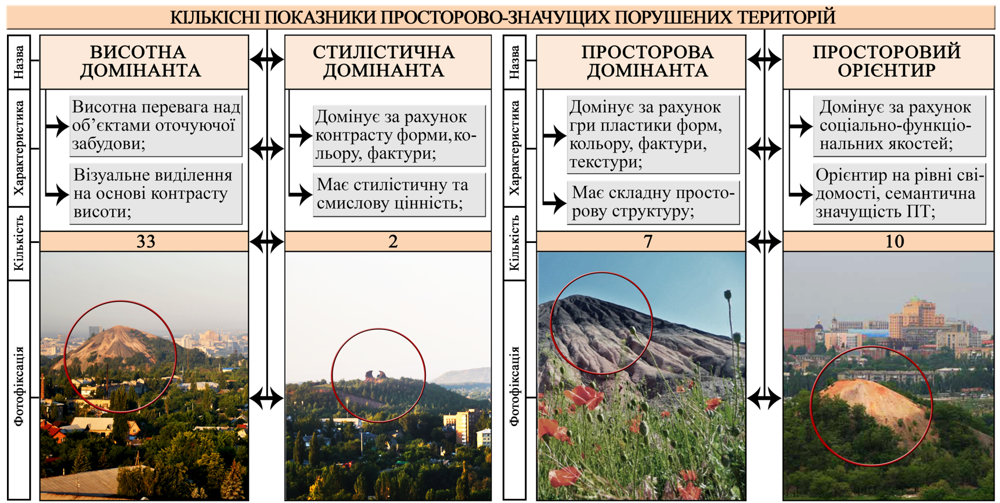 КІЛЬКІСНІ ПОКАЗНИКИ ПРОСТОРОВО-ЗНАЧУЩИХ ПОРУШЕНИХ ТЕРИТОРІЙ
Назва
ВИСОТНА
ДОМІНАНТА
СТИЛІСТИЧНА
ДОМІНАНТА
Назва
ПРОСТОРОВА
ДОМІНАНТА
ПРОСТОРОВИЙ
ОРІЄНТИР
Характеристика
Висотна перевага над
об’єктами оточуючої
забудови;
Візуальне виділення
на основі контрасту
висоти;
Домінує за рахунок
контрасту форми, ко-
льору, фактури;
Має стилістичну та
смислову цінність;
Характеристика
Домінує за рахунок
гри пластики форм,
кольору, фактури,
текстури;
Має складну просто-
рову структуру;
Домінує за рахунок
соціально-функціо-
нальних якостей;
Орієнтир на рівні сві-
домості, семантична
значущість ПТ;
Кількість
33
2
Кількість
7
10
Фотофіксація
Фотофіксація